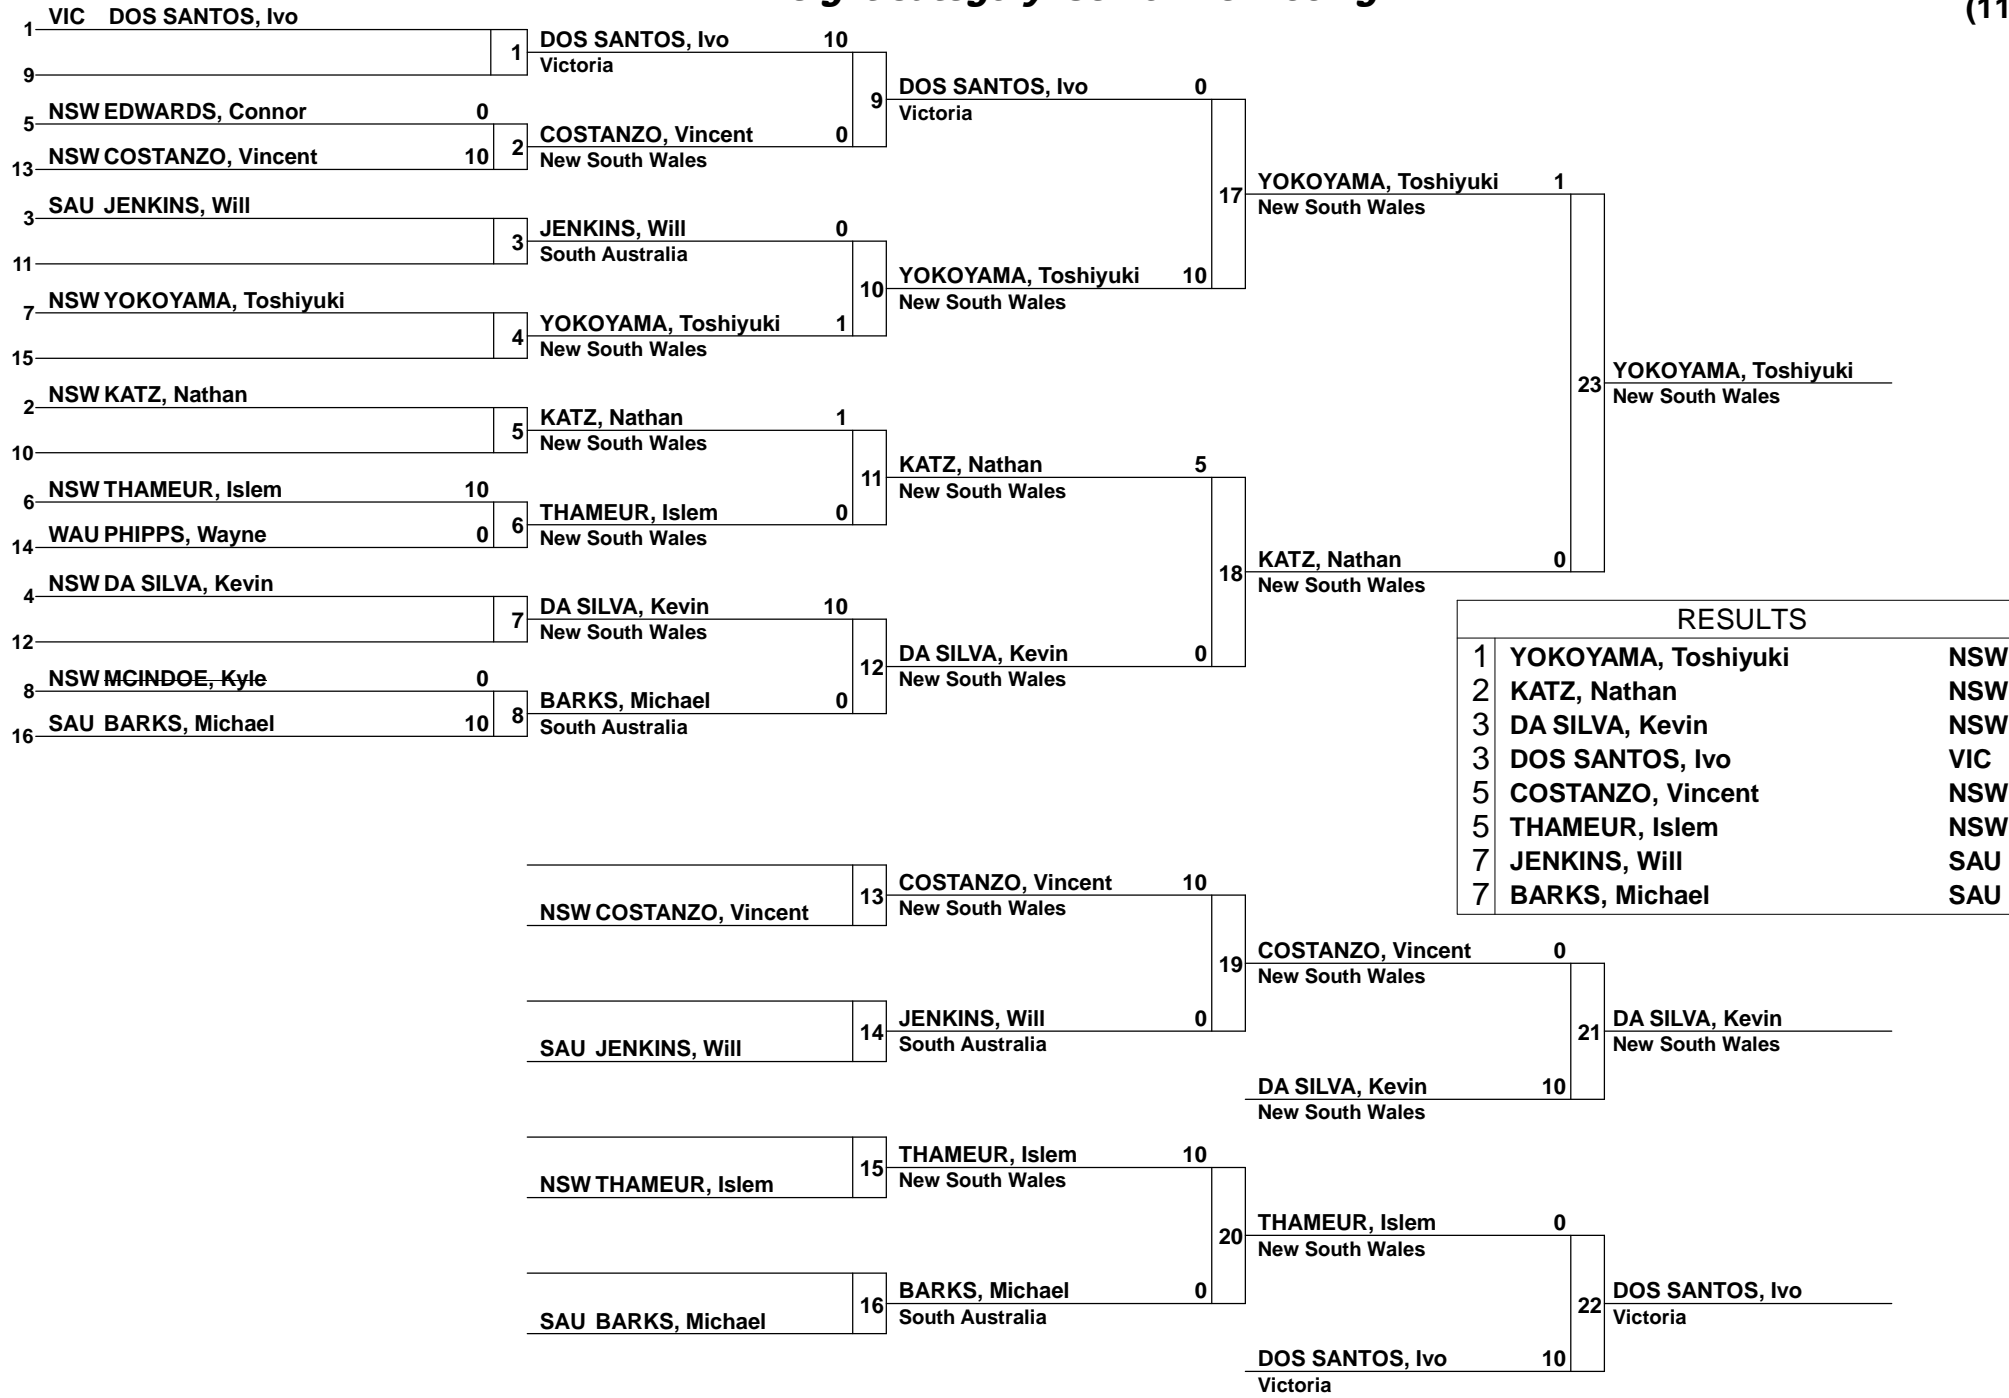 (11
1 VIC DOS SANTOS, Ivo
9
1 DOS SANTOS, Ivo 10
Victoria
5 NSW EDWARDS, Connor 0
13 NSW COSTANZO, Vincent 10
2 COSTANZO, Vincent 0
New South Wales
9 DOS SANTOS, Ivo 0
Victoria
3 SAU JENKINS, Will
11
3 JENKINS, Will 0
South Australia
7 NSW YOKOYAMA, Toshiyuki
15
4 YOKOYAMA, Toshiyuki 1
New South Wales
10 YOKOYAMA, Toshiyuki 10
New South Wales
17 YOKOYAMA, Toshiyuki 1
New South Wales
2 NSW KATZ, Nathan
10
5 KATZ, Nathan 1
New South Wales
6 NSW THAMEUR, Islem 10
14 WAU PHIPPS, Wayne 0
6 THAMEUR, Islem 0
New South Wales
11 KATZ, Nathan 5
New South Wales
4 NSW DA SILVA, Kevin
12
7 DA SILVA, Kevin 10
New South Wales
8 NSW MCINDOE, Kyle 0
16 SAU BARKS, Michael 10
8 BARKS, Michael 0
South Australia
12 DA SILVA, Kevin 0
New South Wales
18 KATZ, Nathan 0
New South Wales
23 YOKOYAMA, Toshiyuki
New South Wales
RESULTS
1 YOKOYAMA, Toshiyuki NSW
2 KATZ, Nathan NSW
3 DA SILVA, Kevin NSW
3 DOS SANTOS, Ivo VIC
5 COSTANZO, Vincent NSW
5 THAMEUR, Islem NSW
7 JENKINS, Will SAU
7 BARKS, Michael SAU
NSW COSTANZO, Vincent
13 COSTANZO, Vincent 10
New South Wales
SAU JENKINS, Will
14 JENKINS, Will 0
South Australia
19 COSTANZO, Vincent 0
New South Wales
DA SILVA, Kevin 10
New South Wales
21 DA SILVA, Kevin
New South Wales
NSW THAMEUR, Islem
15 THAMEUR, Islem 10
New South Wales
SAU BARKS, Michael
16 BARKS, Michael 0
South Australia
20 THAMEUR, Islem 0
New South Wales
DOS SANTOS, Ivo 10
Victoria
22 DOS SANTOS, Ivo
Victoria